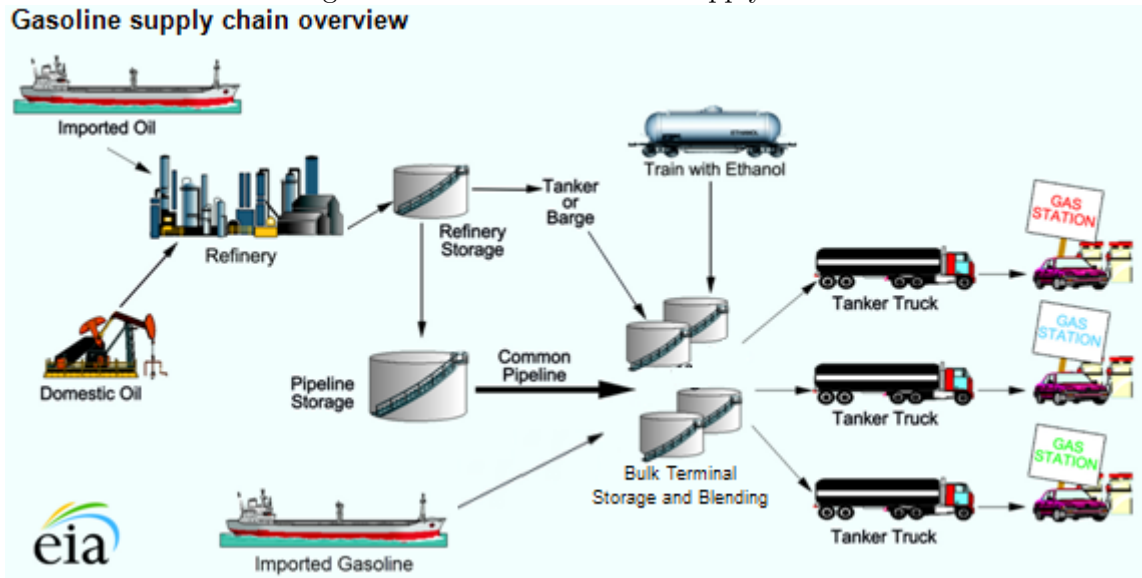 Gasoline supply chain overview
Imported Oil
ETHANOL
Train with Ethanol
Tanker
or
Barge
Refinery
Storage
Refinery
GAS
STATION
Tanker Truck
Domestic Oil
Pipeline
Storage
Common
Pipeline
GAS
STATION
Tanker Truck
Bulk Terminal
Storage and Blending
GAS
STATION
Tanker Truck
eia
Imported Gasoline